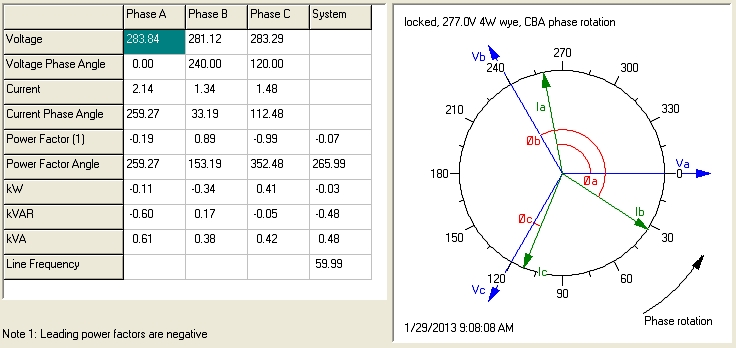 Phase A Phase B Phase C System
Voltage 283.84 281.12 283.29
Voltage Phase Angle 0.00 240.00 120.00
Current 2.14 1.34 1.48
Current Phase Angle 259.27 33.19 112.48
Power Factor (1) -0.19 0.89 -0.99 -0.07
Power Factor Angle 259.27 153.19 352.48 265.99
kW -0.11 -0.34 0.41 -0.03
kVAR -0.60 0.17 -0.05 -0.48
kVA 0.61 0.38 0.42 0.48
Line Frequency 59.99
Note 1: Leading power factors are negative
locked, 277.0V 4W wye, CBA phase rotation
270
Vb
240
300
Ia
210
330
Øb
Va
180
0
Øa
Ib
Øc
150
30
Ic
120
60
Vc
90
Phase rotation
1/29/2013 9:08:08 AM